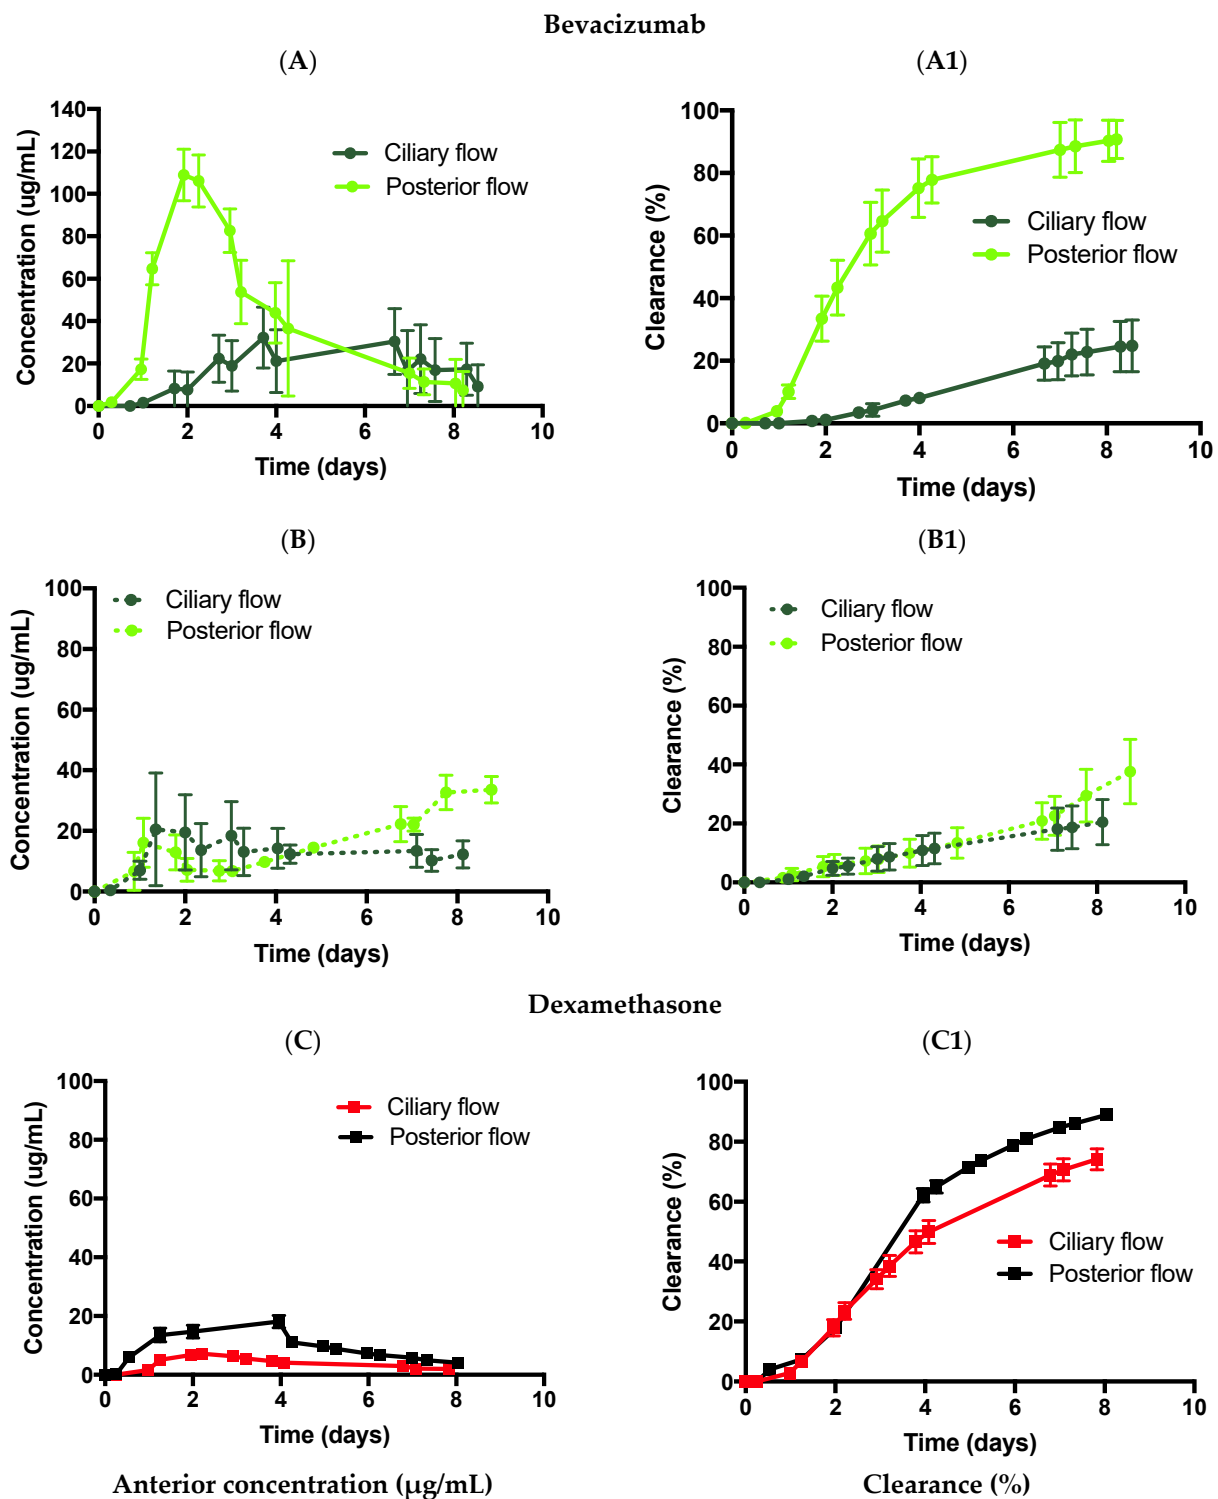 Bevacizumab
(A)
(A1)
Concentration (ug/mL)
140
120
100
80
60
40
20
0
0 2 4 6 8 10
Time (days)
Ciliary flow
Posterior flow
Clearance (%)
100
80
60
40
20
0
0 2 4 6 8 10
Time (days)
Ciliary flow
Posterior flow
(B)
(B1)
Concentration (ug/mL)
100
80
60
40
20
0
0 2 4 6 8 10
Time (days)
Ciliary flow
Posterior flow
Clearance (%)
100
80
60
40
20
0
0 2 4 6 8 10
Time (days)
Ciliary flow
Posterior flow
Dexamethasone
(C)
(C1)
Concentration (ug/mL)
100
80
60
40
20
0
0 2 4 6 8 10
Time (days)
Ciliary flow
Posterior flow
Clearance (%)
100
80
60
40
20
0
0 2 4 6 8 10
Time (days)
Ciliary flow
Posterior flow
Anterior concentration (µg/mL)
Clearance (%)